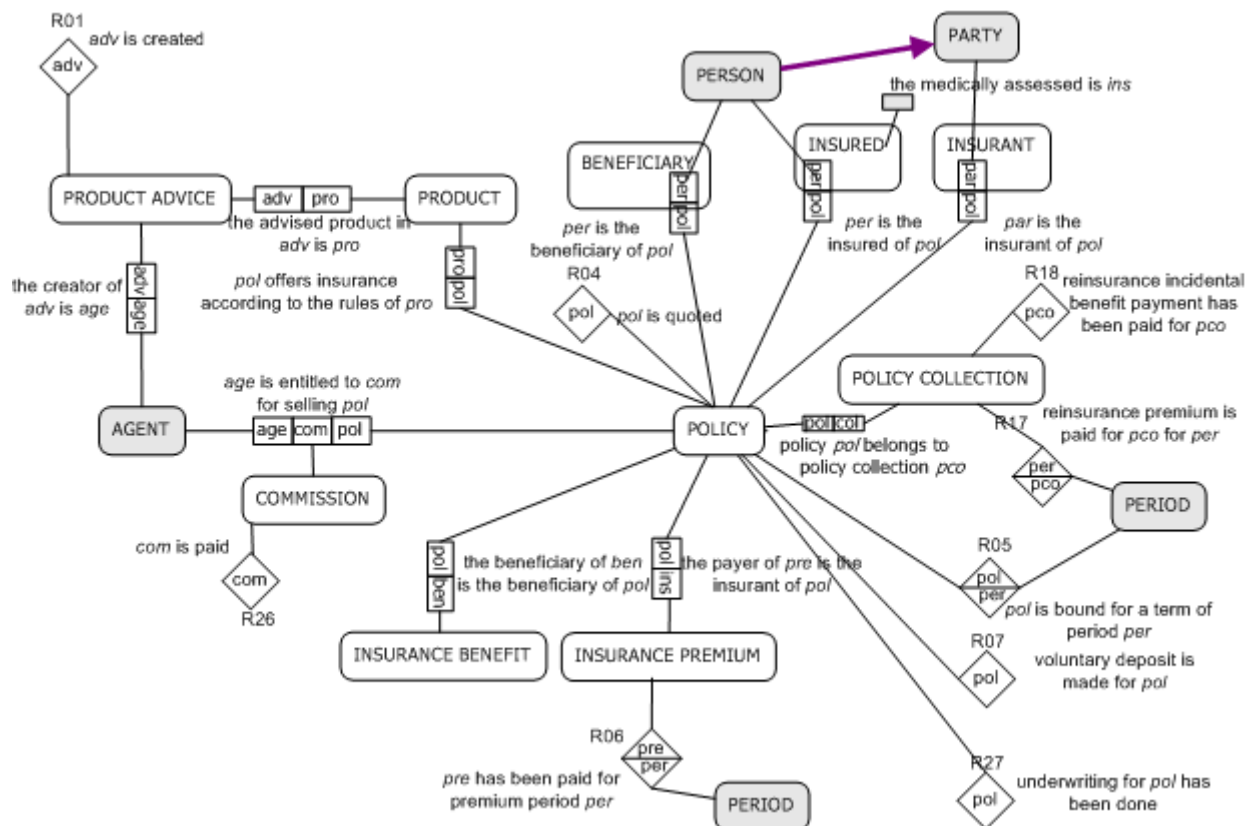 R01
adv is created
adv
PARTY
PERSON
the medically assessed is ins
BENEFICIARY
INSURED
INSURANT
per
pol
per
pol
par
pol
PRODUCT ADVICE
adv
pro
PRODUCT
the advised product in
adv is pro
per is the
beneficiary of pol
per is the
insured of pol
par is the
insurant of pol
the creator of
adv is age
adv
age
pol offers insurance
according to the rules of pro
pro
pol
R04
pol
pol is quoted
R18
pco
reinsurance incidental
benefit payment has
been paid for pco
POLICY COLLECTION
age is entitled to com
for selling pol
AGENT
age
com
pol
POLICY
pol
col
policy pol belongs to
policy collection pco
R17
reinsurance premium is
paid for pco for per
per
pco
PERIOD
COMMISSION
com is paid
com
R26
pol
ben
the beneficiary of ben
is the beneficiary of pol
pol
ins
the payer of pre is the
insurant of pol
R05
pol
per
pol is bound for a term of
period per
INSURANCE BENEFIT
INSURANCE PREMIUM
R07
pol
voluntary deposit is
made for pol
R06
pre
per
pre has been paid for
premium period per
PERIOD
R27
pol
underwriting for pol has
been done